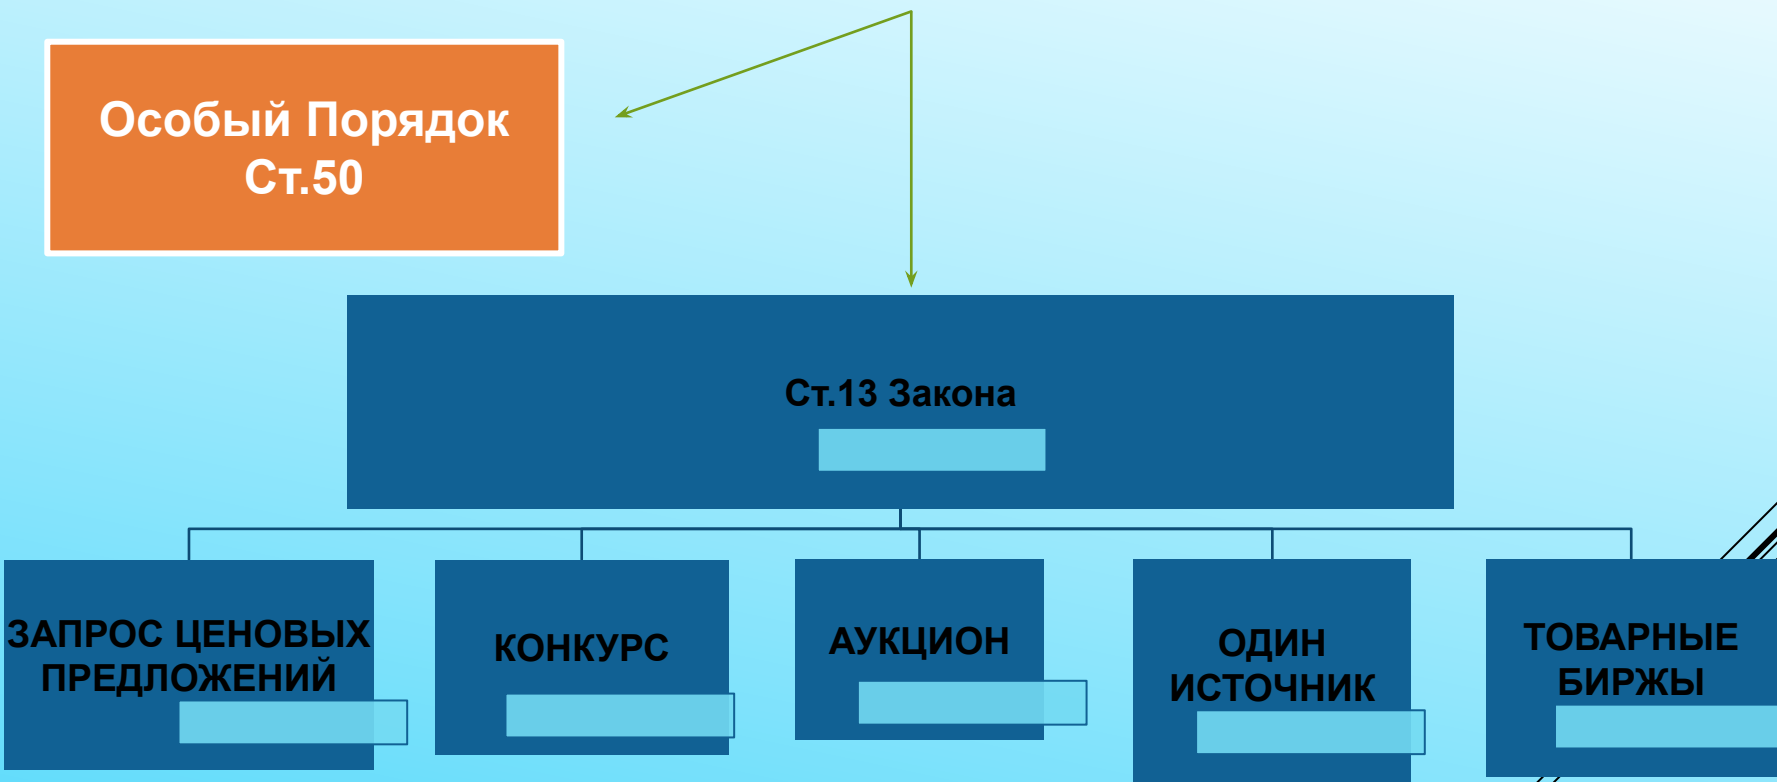 Особый Порядок
Ст.50
Ст.13 Закона
ЗАПРОС ЦЕНОВЫХ
ПРЕДЛОЖЕНИЙ
КОНКУРС
АУКЦИОН
ОДИН
ИСТОЧНИК
ТОВАРНЫЕ
БИРЖЫ